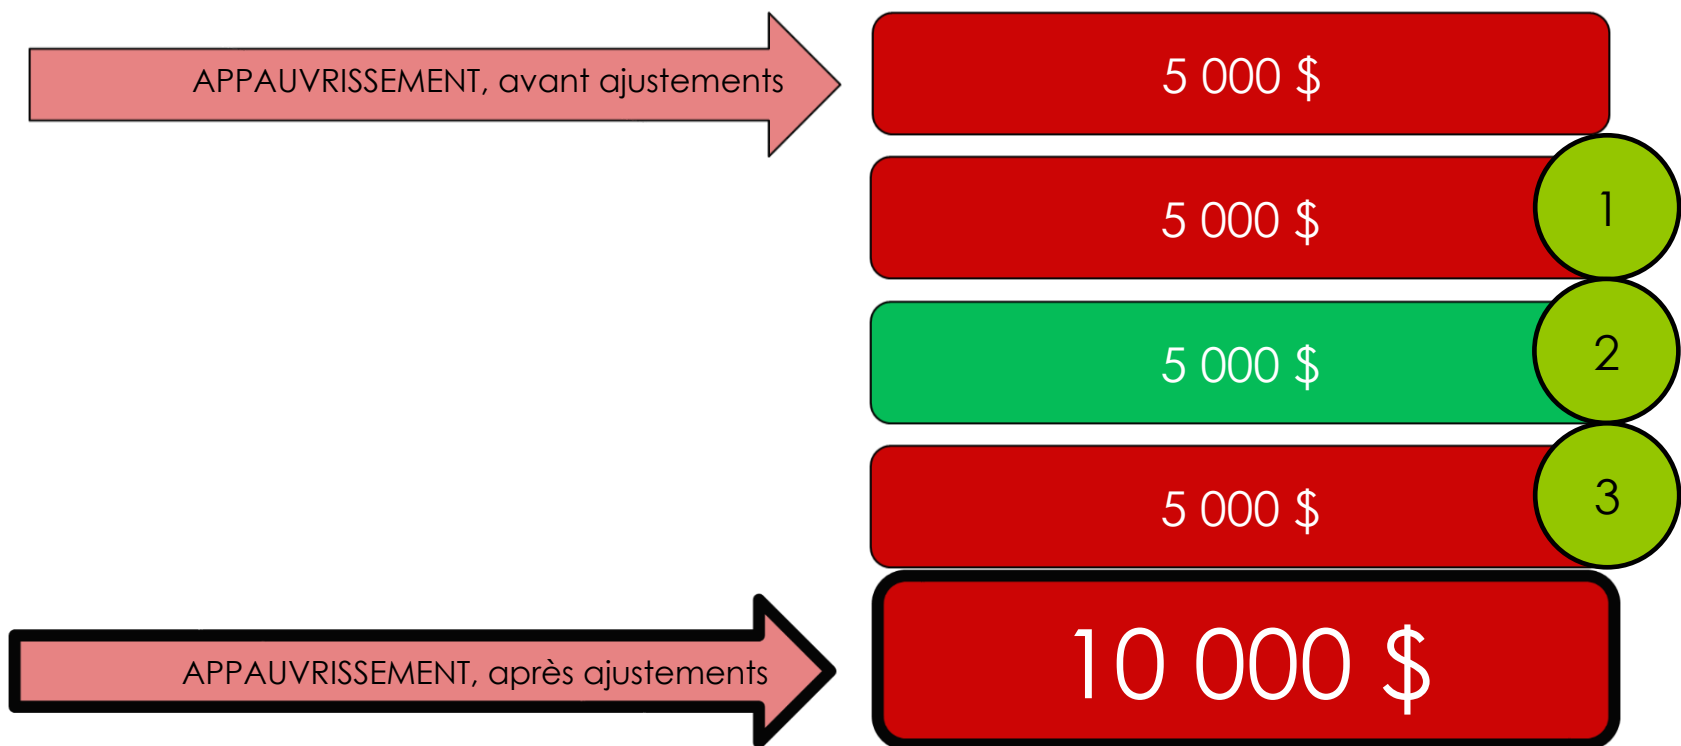 APPAUVRISSEMENT, avant ajustements
5 000 $
5 000 $
1
5 000 $
2
5 000 $
3
APPAUVRISSEMENT, après ajustements
10 000 $